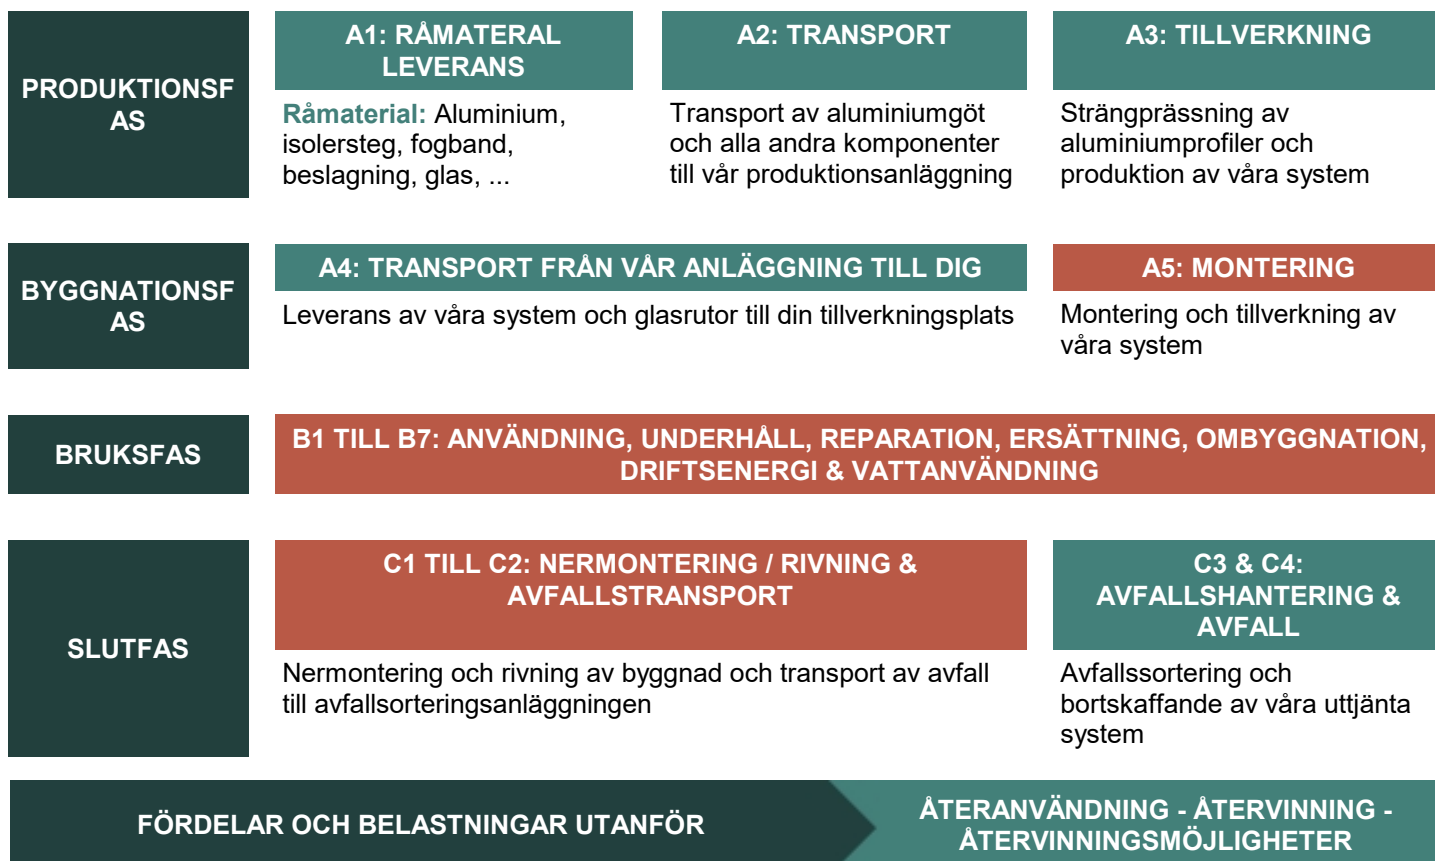 PRODUKTIONSF
AS
A1: RÅMATERAL
LEVERANS
Råmaterial: Aluminium,
isolersteg, fogband,
beslagning, glas, ...
A2: TRANSPORT
Transport av aluminiumgöt
och alla andra komponenter
till vår produktionsanläggning
A3: TILLVERKNING
Strängprässning av
aluminiumprofiler och
produktion av våra system
BYGGNATIONSF
AS
A4: TRANSPORT FRÅN VÅR ANLÄGGNING TILL DIG
Leverans av våra system och glasrutor till din tillverkningsplats
A5: MONTERING
Montering och tillverkning av
våra system
BRUKSFAS
B1 TILL B7: ANVÄNDNING, UNDERHÅLL, REPARATION, ERSÄTTNING, OMBYGGNATION,
DRIFTSENERGI & VATTANVÄNDNING
SLUTFAS
C1 TILL C2: NERMONTERING / RIVNING &
AVFALLSTRANSPORT
Nermontering och rivning av byggnad och transport av avfall
till avfallsorteringsanläggningen
C3 & C4:
AVFALLSHANTERING &
AVFALL
Avfallssortering och
bortskaffande av våra uttjänta
system
FÖRDELAR OCH BELASTNINGAR UTANFÖR
ÅTERANVÄNDNING - ÅTERVINNING -
ÅTERVINNINGSMÖJLIGHETER